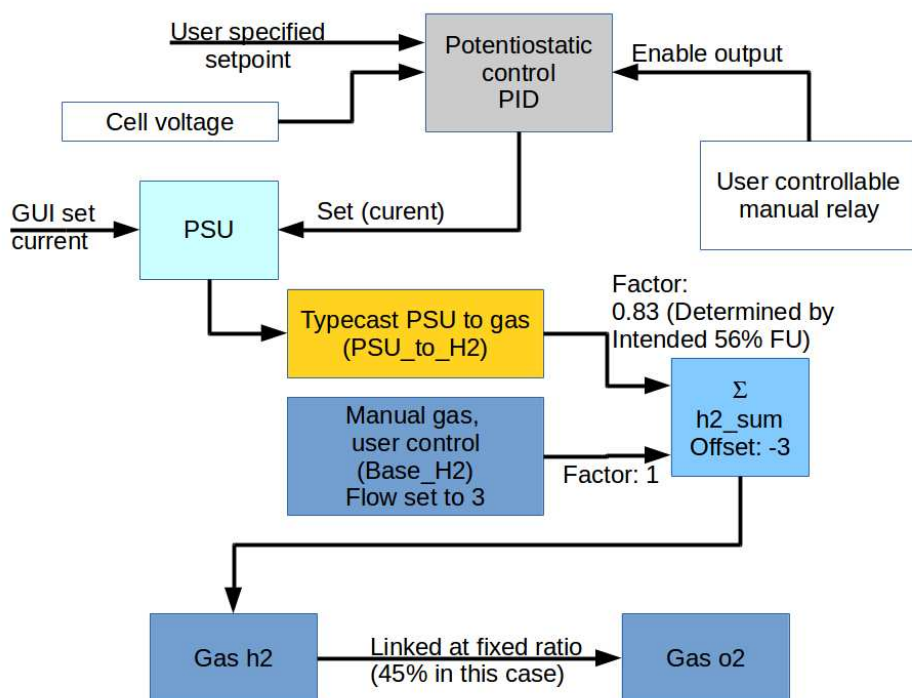 User specified
setpoint
Potentiostatic
control
PID
Enable output
Cell voltage
User controllable
manual relay
GUI set
current
PSU
Set (curent)
Factor:
0.83 (Determined by
Intended 56% FU)
Typecast PSU to gas
(PSU_to_H2)
Σ
h2_sum
Offset: -3
Manual gas,
user control
(Base_H2)
Flow set to 3
Factor: 1
Gas h2
Linked at fixed ratio
(45% in this case)
Gas o2